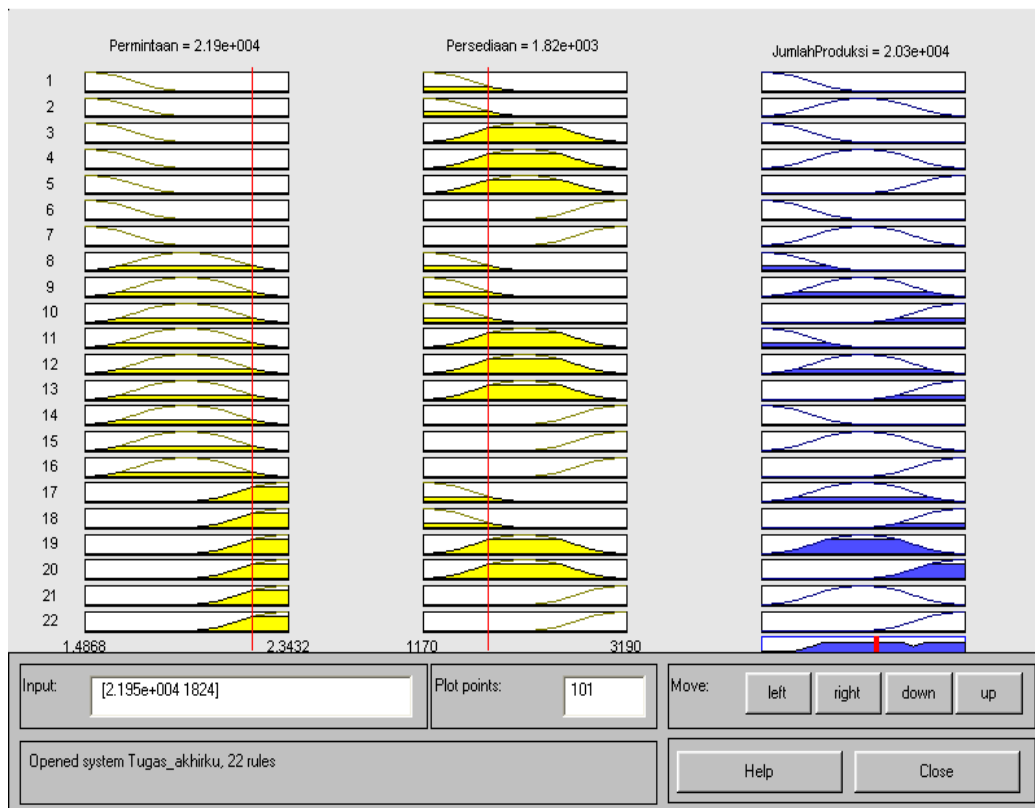 Permintaan = 2.19e+004
Persediaan = 1.82e+003
JumlahProduksi = 2.03e+004
1
2
3
4
5
6
7
8
9
10
11
12
13
14
15
16
17
18
19
20
21
22
1.4868
2.3432
1170
3190
Input:
[2.195e+004 1824]
Plot points:
101
Move:
left
right
down
up
Opened system Tugas_akhirku, 22 rules
Help
Close